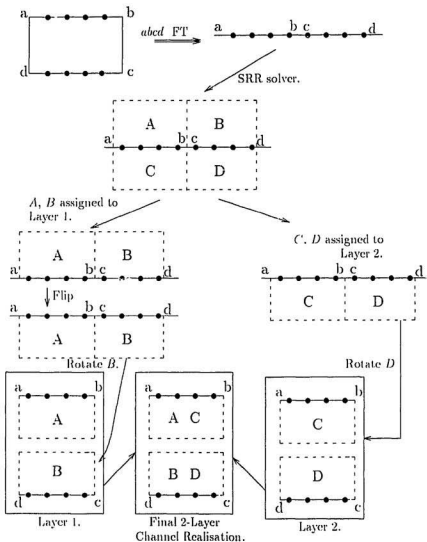 a b
abcd FT
b c
a d
d c
SRR solver.
A B
a b c d
C D
A, B assigned to
Layer 1.
C, D assigned to
Layer 2.
A B
a b c d
Flip
a b c d
A B
a b c d
C D
Rotate B.
Rotate D
a b
A
B
d c
Layer 1.
a b
A C
B D
d c
Final 2-Layer
Channel Realisation.
a b
C
D
d c
Layer 2.